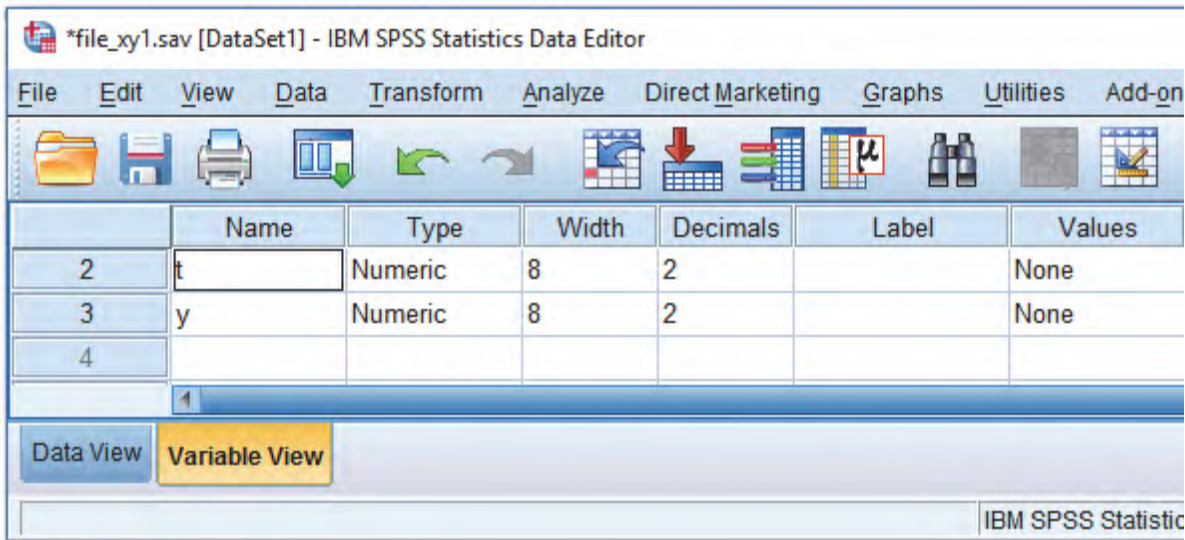 *file_xy1.sav [DataSet1] - IBM SPSS Statistics Data Editor
File Edit View Data Transform Analyze Direct Marketing Graphs Utilities Add-on
μ
Name Type Width Decimals Label Values
2 t Numeric 8 2 None
3 y Numeric 8 2 None
4
Data View Variable View
IBM SPSS Statistic